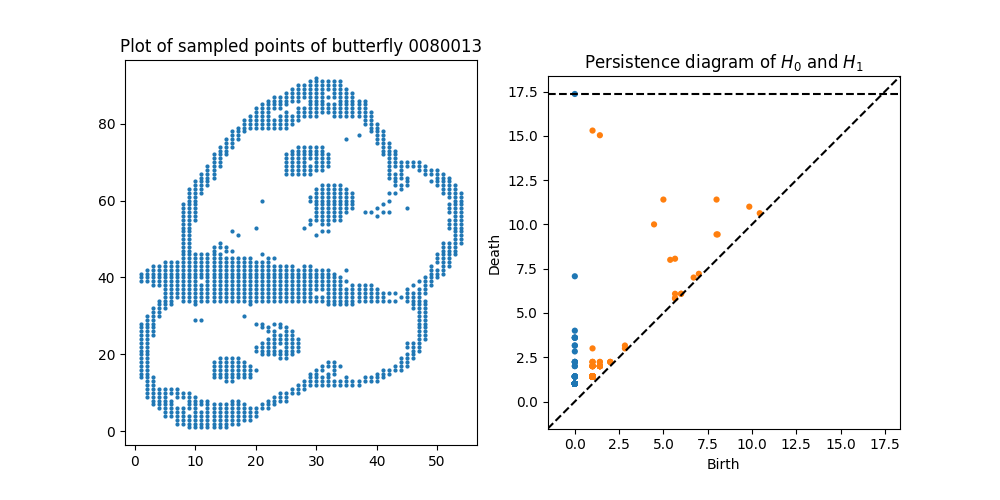 Plot of sampled points of butterfly 0080013
80
60
40
20
0
0 10 20 30 40 50
Persistence diagram of H₀ and H₁
17.5
15.0
12.5
10.0
7.5
5.0
2.5
0.0
Death
0.0 2.5 5.0 7.5 10.0 12.5 15.0 17.5
Birth